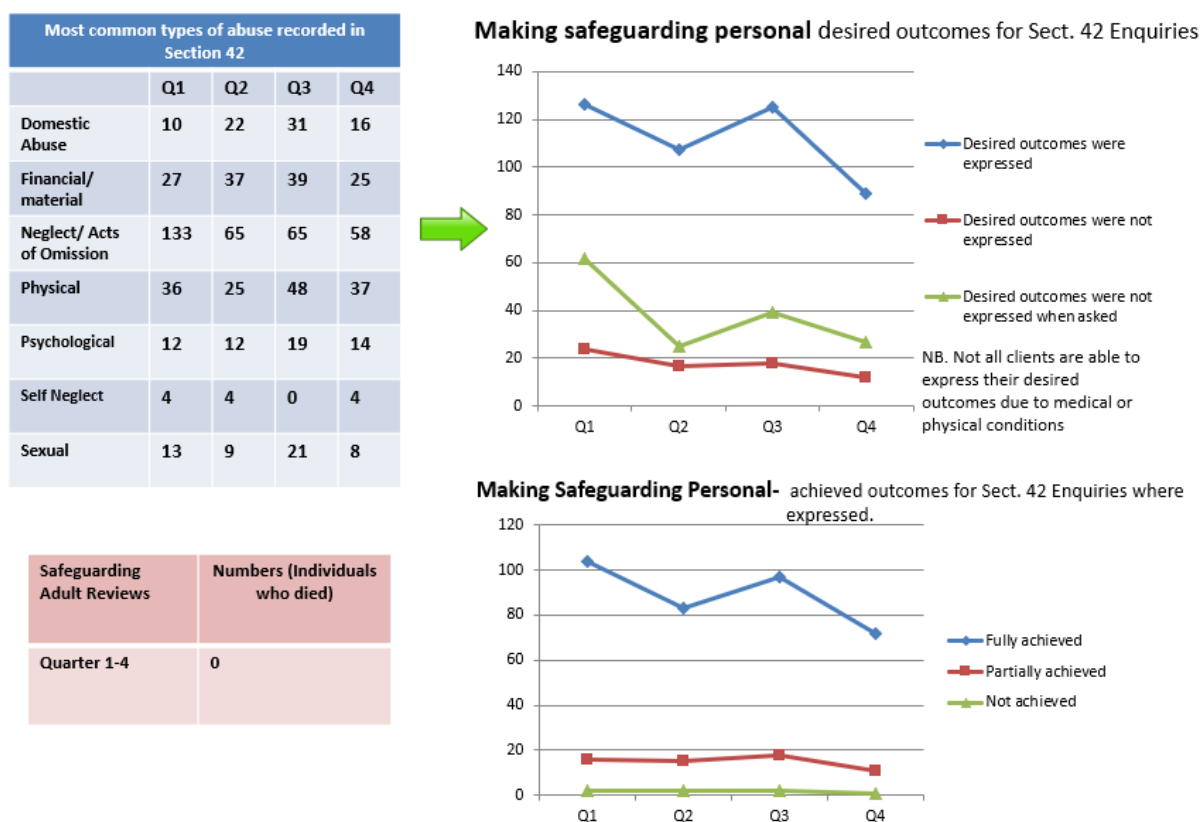 Most common types of abuse recorded in
Section 42
Q1 Q2 Q3 Q4
Domestic
Abuse
10 22 31 16
Financial/
material
27 37 39 25
Neglect/ Acts
of Omission
133 65 65 58
Physical 36 25 48 37
Psychological 12 12 19 14
Self Neglect 4 4 0 4
Sexual 13 9 21 8
Safeguarding
Adult Reviews
Numbers (Individuals
who died)
Quarter 1-4 0
Making safeguarding personal desired outcomes for Sect. 42 Enquiries
140
120
100
80
60
40
20
0
Q1 Q2 Q3 Q4
Desired outcomes were
expressed
Desired outcomes were not
expressed
Desired outcomes were not
expressed when asked
NB. Not all clients are able to
express their desired
outcomes due to medical or
physical conditions
Making Safeguarding Personal- achieved outcomes for Sect. 42 Enquiries where
expressed.
120
100
80
60
40
20
0
Q1 Q2 Q3 Q4
Fully achieved
Partially achieved
Not achieved